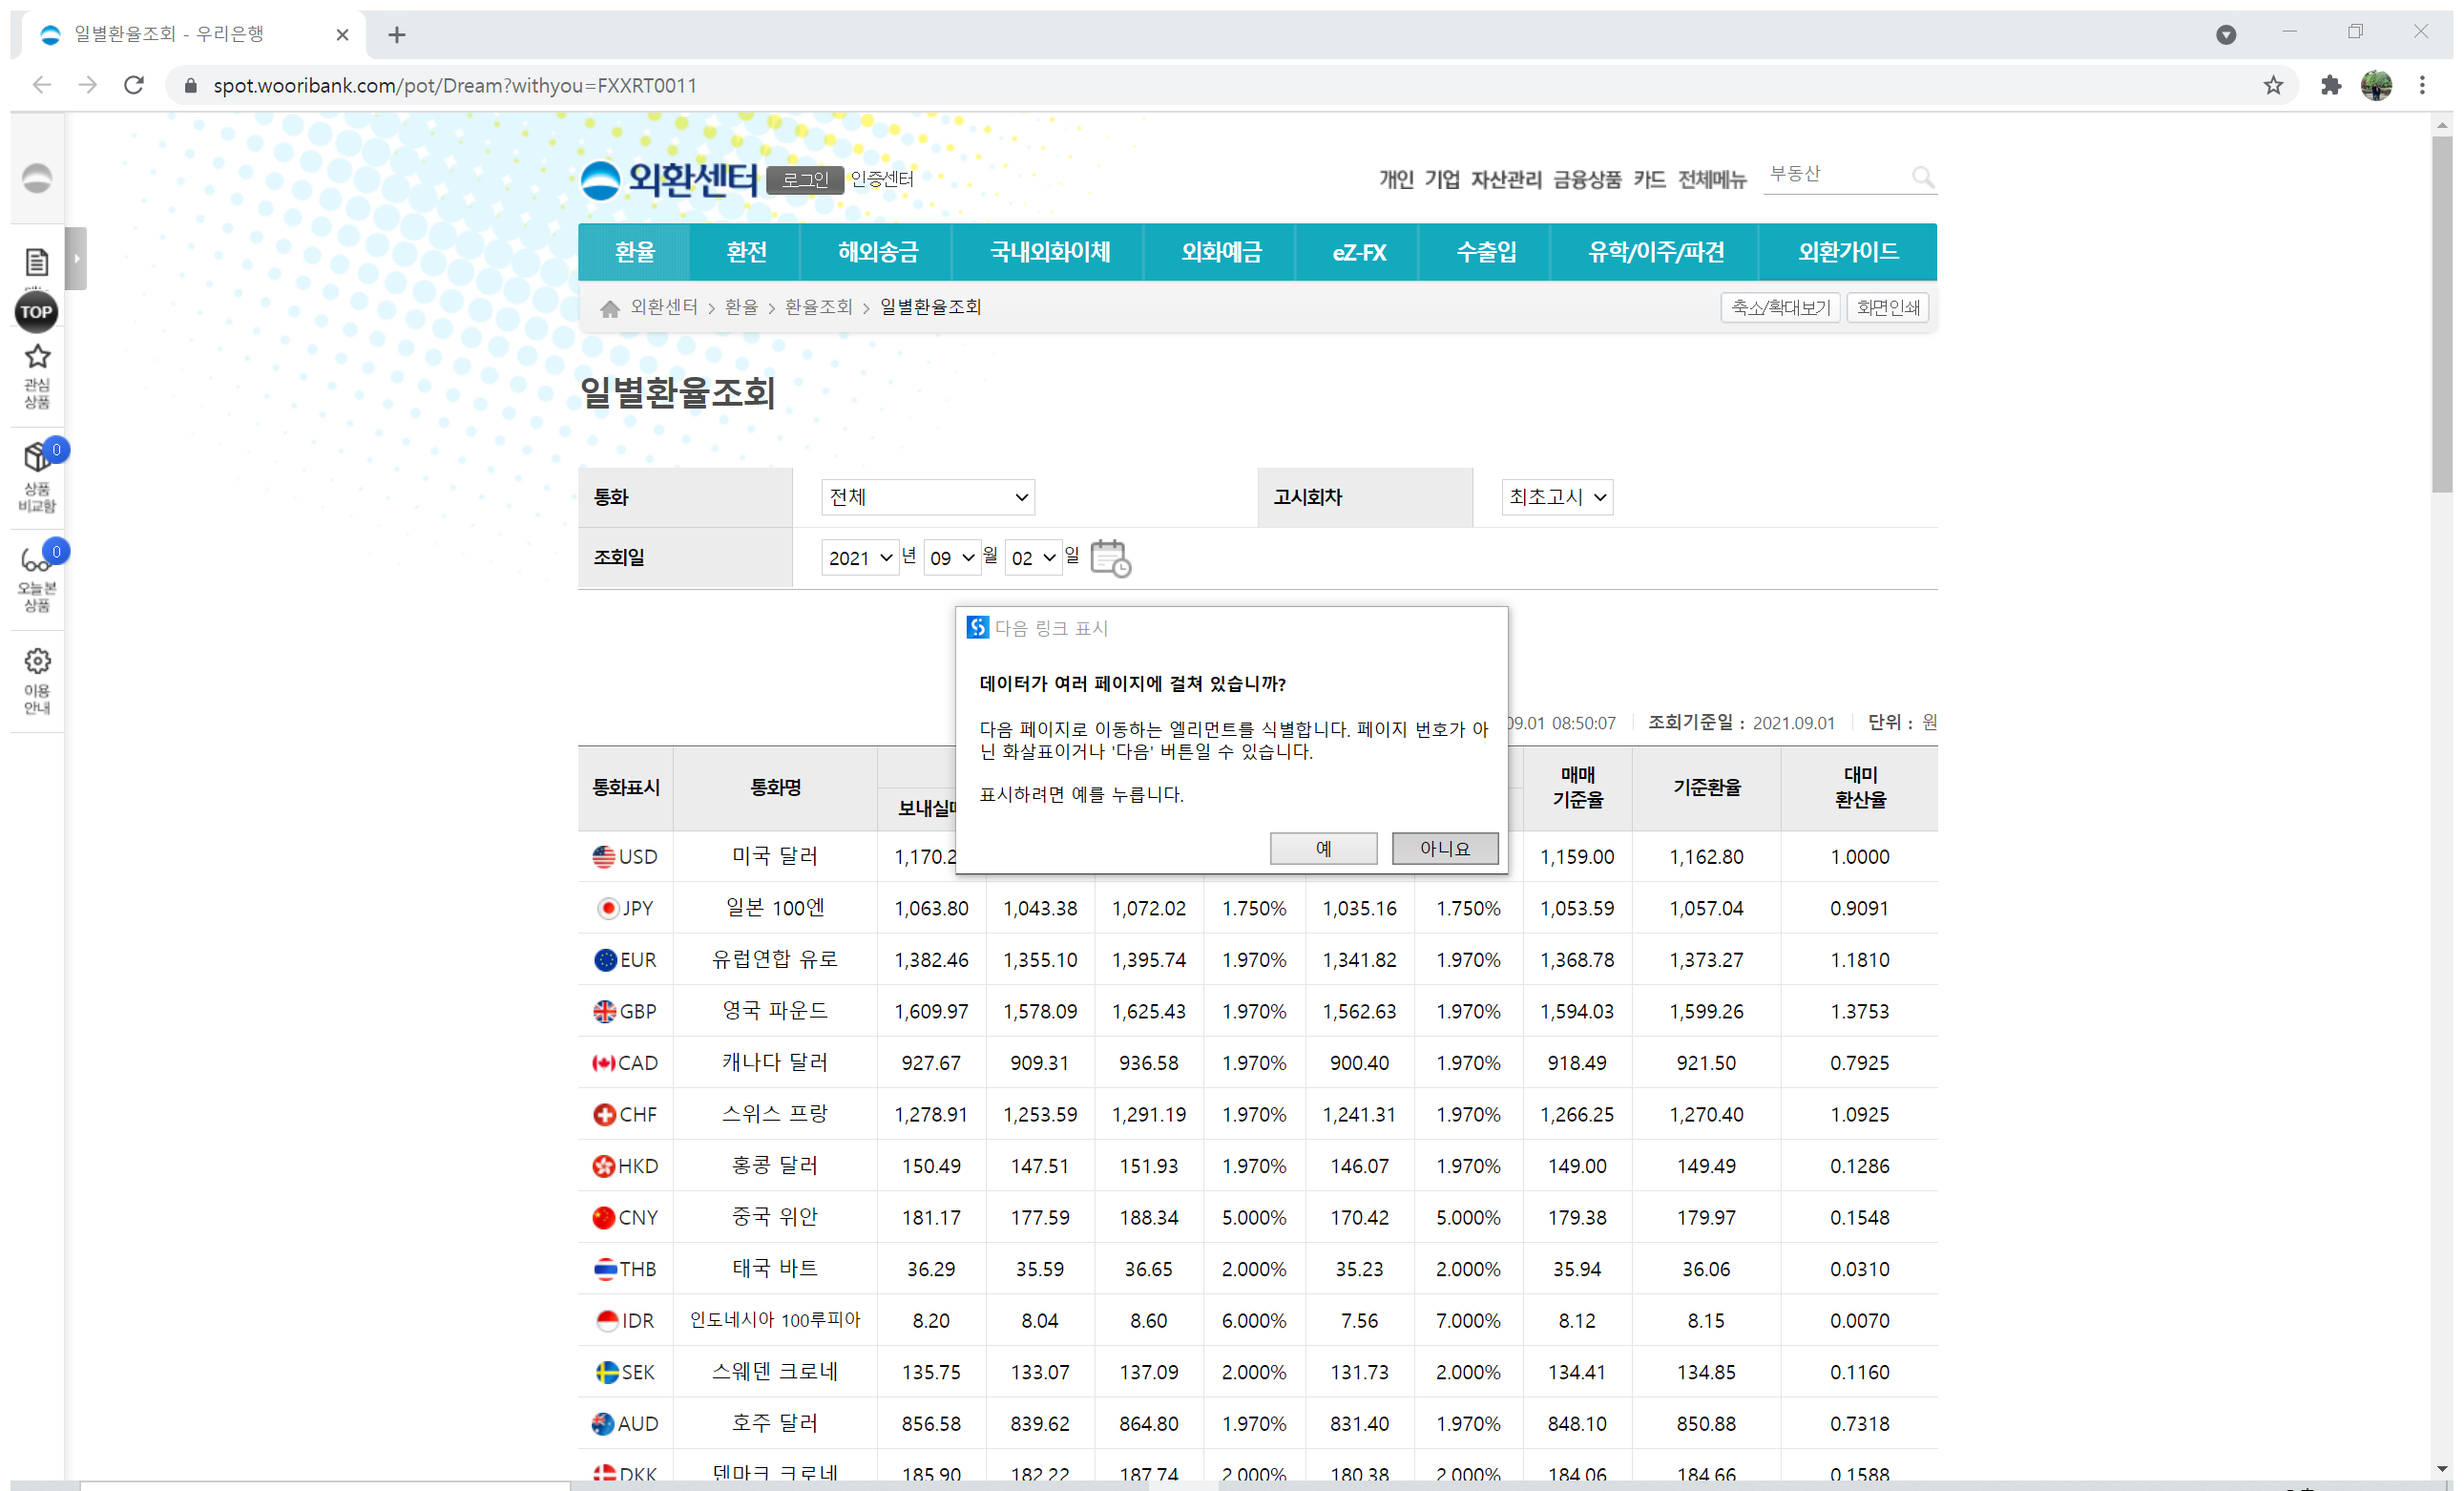 일별환율조회 - 우리은행
spot.wooribank.com/pot/Dream?withyou=FXXRT0011
외환센터 로그인 인증센터
개인 기업 자산관리 금융상품 카드 전체메뉴 부동산
환율 환전 해외송금 국내외화이체 외화예금 eZ-FX 수출입 유학/이주/파견 외환가이드
외환센터 > 환율 > 환율조회 > 일별환율조회 축소/확대보기 화면인쇄
TOP
관심
상품
0
상품
비교함
0
오늘본
상품
이용
안내
일별환율조회
통화 전체 고시회차 최초고시
조회일 2021 년 09 월 02 일
다음 링크 표시
데이터가 여러 페이지에 걸쳐 있습니까?
다음 페이지로 이동하는 엘리먼트를 식별합니다. 페이지 번호가 아
닌 화살표이거나 '다음' 버튼일 수 있습니다.
표시하려면 예를 누릅니다.
예 아니요
09.01 08:50:07 조회기준일 : 2021.09.01 단위 : 원
통화표시 통화명 매매 기준율 기준환율 대미 환산율
USD 미국 달러 1,170.2 1,159.00 1,162.80 1.0000
JPY 일본 100엔 1,063.80 1,043.38 1,072.02 1.750% 1,035.16 1.750% 1,053.59 1,057.04 0.9091
EUR 유럽연합 유로 1,382.46 1,355.10 1,395.74 1.970% 1,341.82 1.970% 1,368.78 1,373.27 1.1810
GBP 영국 파운드 1,609.97 1,578.09 1,625.43 1.970% 1,562.63 1.970% 1,594.03 1,599.26 1.3753
CAD 캐나다 달러 927.67 909.31 936.58 1.970% 900.40 1.970% 918.49 921.50 0.7925
CHF 스위스 프랑 1,278.91 1,253.59 1,291.19 1.970% 1,241.31 1.970% 1,266.25 1,270.40 1.0925
HKD 홍콩 달러 150.49 147.51 151.93 1.970% 146.07 1.970% 149.00 149.49 0.1286
CNY 중국 위안 181.17 177.59 188.34 5.000% 170.42 5.000% 179.38 179.97 0.1548
THB 태국 바트 36.29 35.59 36.65 2.000% 35.23 2.000% 35.94 36.06 0.0310
IDR 인도네시아 100루피아 8.20 8.04 8.60 6.000% 7.56 7.000% 8.12 8.15 0.0070
SEK 스웨덴 크로네 135.75 133.07 137.09 2.000% 131.73 2.000% 134.41 134.85 0.1160
AUD 호주 달러 856.58 839.62 864.80 1.970% 831.40 1.970% 848.10 850.88 0.7318
DKK 덴마크 크로네 185.90 182.22 187.74 2.000% 180.38 2.000% 184.06 184.66 0.1588